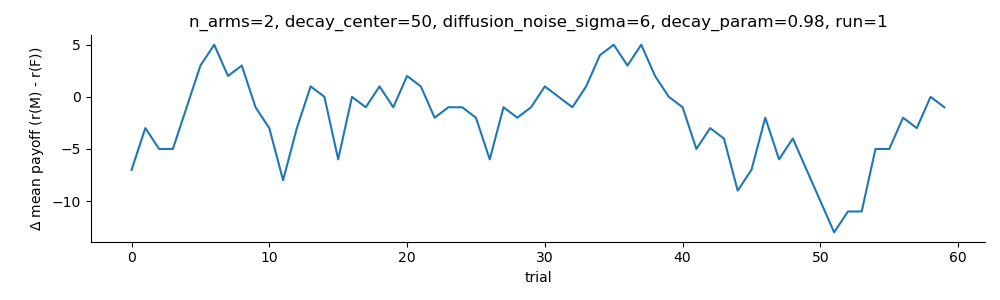 n_arms=2, decay_center=50, diffusion_noise_sigma=6, decay_param=0.98, run=1
Δ mean payoff (r(M) - r(F))
5
0
−5
−10
0 10 20 30 40 50 60
trial